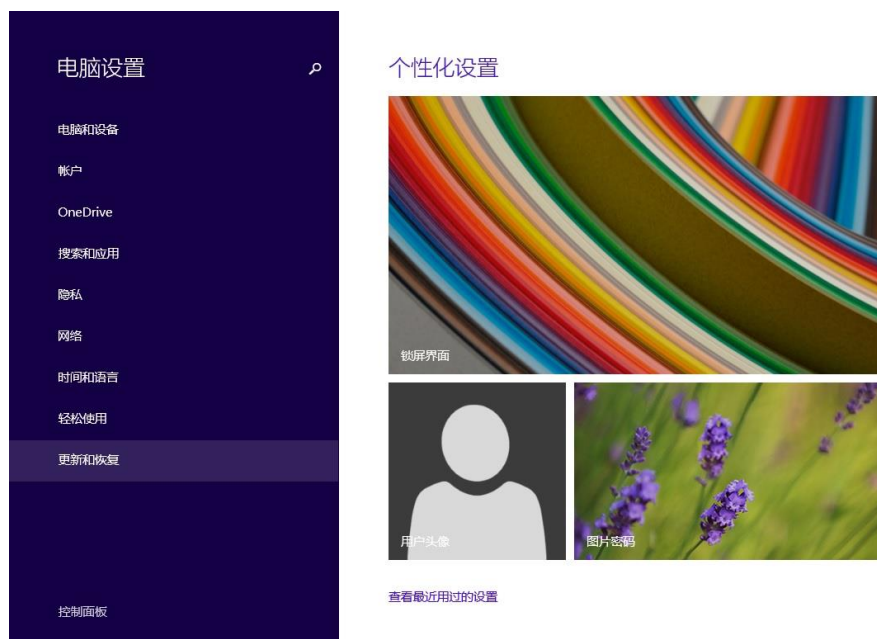 电脑设置
电脑和设备
帐户
OneDrive
搜索和应用
隐私
网络
时间和语言
轻松使用
更新和恢复
控制面板
个性化设置
锁屏界面
用户头像
图片密码
查看最近用过的设置